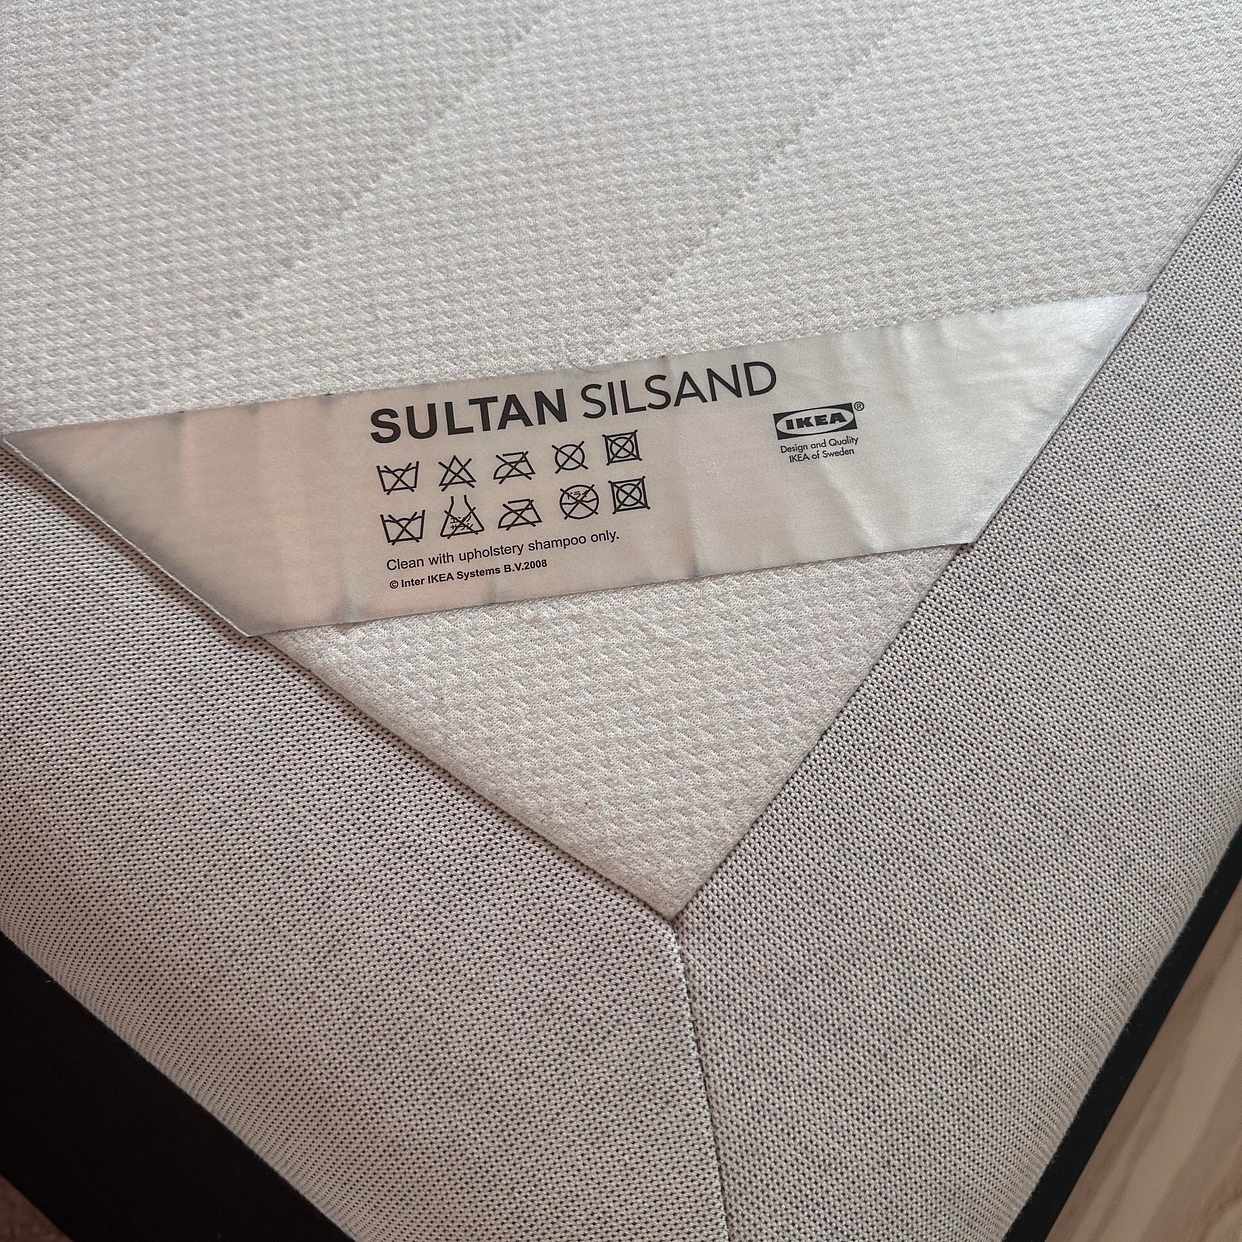 SULTAN SILSAND
IKEA®
Design and Quality
IKEA of Sweden
Clean with upholstery shampoo only.
© Inter IKEA Systems B.V.2008